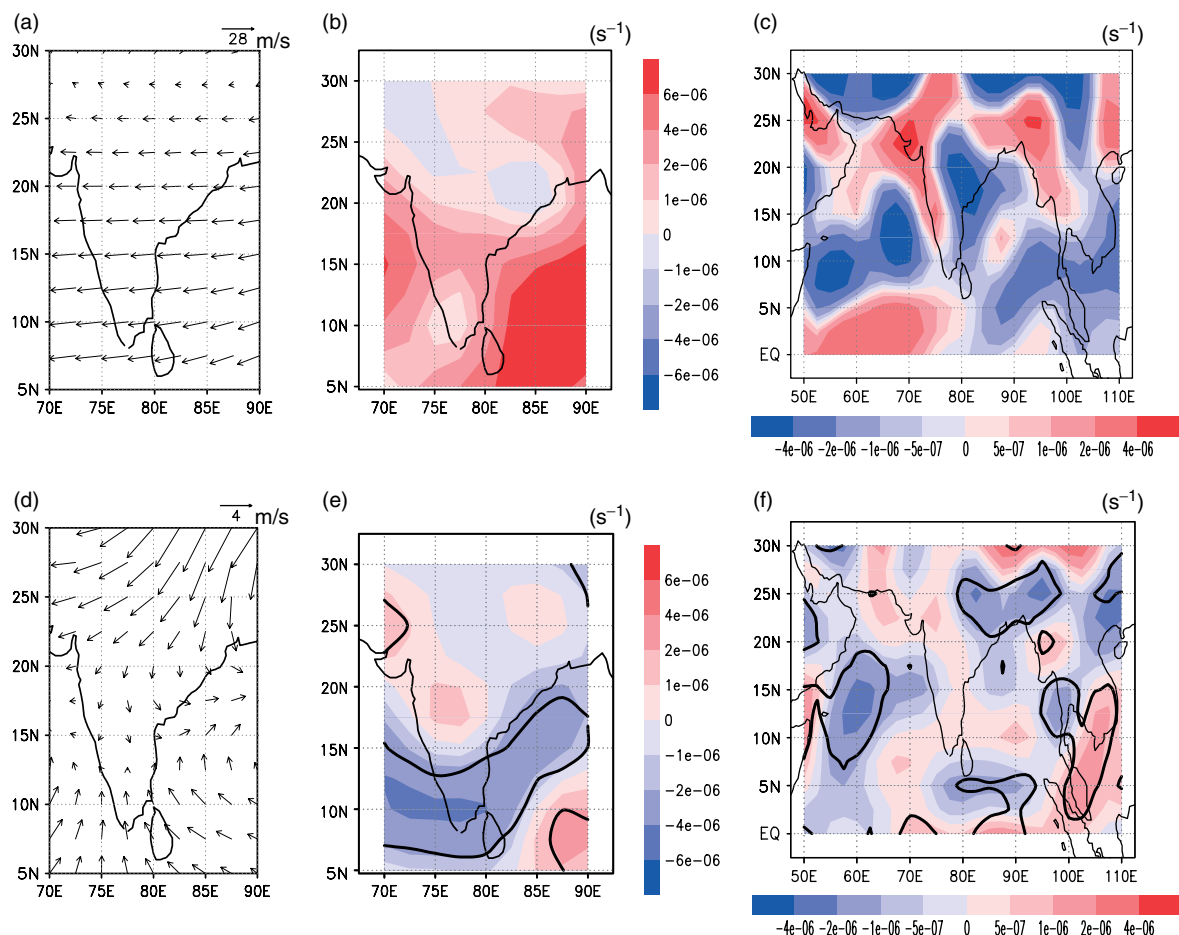 (a)
28 m/s
30N
25N
20N
15N
10N
5N
70E 75E 80E 85E 90E
(b)
(s⁻¹)
30N
25N
20N
15N
10N
5N
70E 75E 80E 85E 90E
6e-06
4e-06
2e-06
1e-06
0
-1e-06
-2e-06
-4e-06
-6e-06
(c)
(s⁻¹)
30N
25N
20N
15N
10N
5N
EQ
50E 60E 70E 80E 90E 100E 110E
-4e-06 -2e-06 -1e-06 -5e-07 0 5e-07 1e-06 2e-06 4e-06
(d)
4 m/s
30N
25N
20N
15N
10N
5N
70E 75E 80E 85E 90E
(e)
(s⁻¹)
30N
25N
20N
15N
10N
5N
70E 75E 80E 85E 90E
6e-06
4e-06
2e-06
1e-06
0
-1e-06
-2e-06
-4e-06
-6e-06
(f)
(s⁻¹)
30N
25N
20N
15N
10N
5N
EQ
50E 60E 70E 80E 90E 100E 110E
-4e-06 -2e-06 -1e-06 -5e-07 0 5e-07 1e-06 2e-06 4e-06